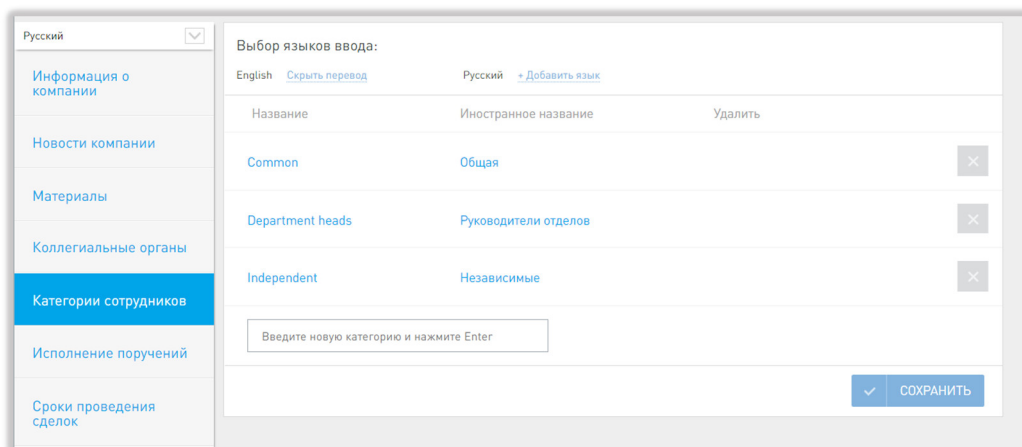 Русский
Информация о
компании
Новости компании
Материалы
Коллегиальные органы
Категории сотрудников
Исполнение поручений
Сроки проведения
сделок
Выбор языков ввода:
English Скрыть перевод Русский + Добавить язык
Название Иностранное название Удалить
Common Общая
Department heads Руководители отделов
Independent Независимые
Введите новую категорию и нажмите Enter
СОХРАНИТЬ